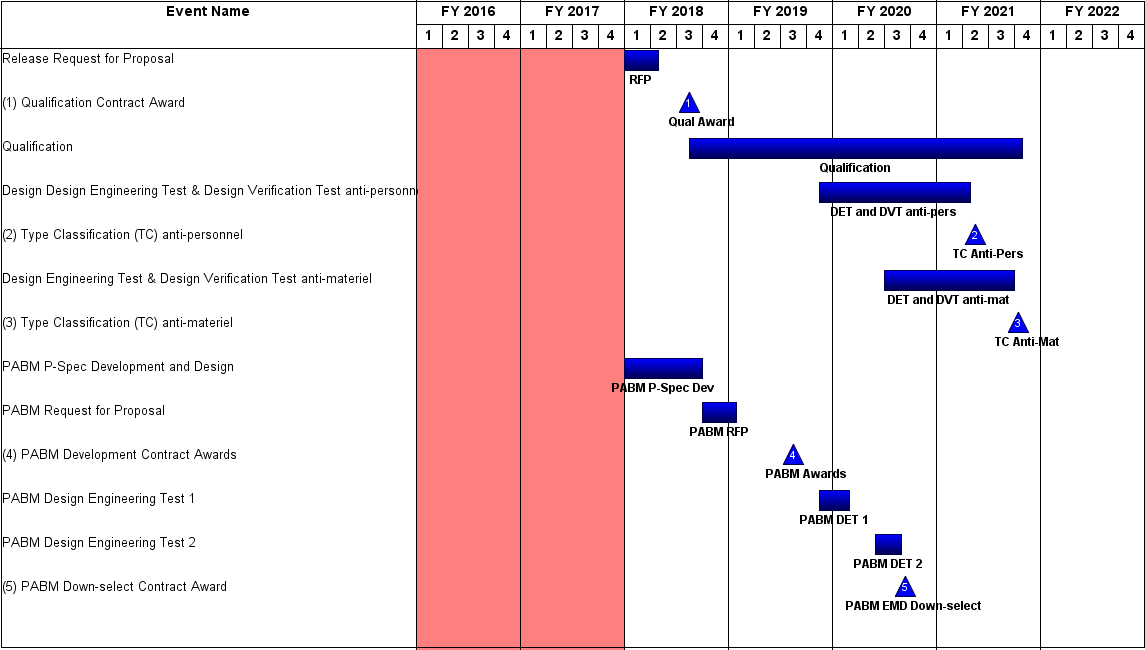 Event Name FY 2016 FY 2017 FY 2018 FY 2019 FY 2020 FY 2021 FY 2022
1 2 3 4 1 2 3 4 1 2 3 4 1 2 3 4 1 2 3 4 1 2 3 4 1 2 3 4
Release Request for Proposal
RFP
(1) Qualification Contract Award 1
Qual Award
Qualification
Qualification
Design Design Engineering Test & Design Verification Test anti-personn
DET and DVT anti-pers
(2) Type Classification (TC) anti-personnel 2
TC Anti-Pers
Design Engineering Test & Design Verification Test anti-materiel
DET and DVT anti-mat
(3) Type Classification (TC) anti-materiel 3
TC Anti-Mat
PABM P-Spec Development and Design
PABM P-Spec Dev
PABM Request for Proposal
PABM RFP
(4) PABM Development Contract Awards 4
PABM Awards
PABM Design Engineering Test 1
PABM DET 1
PABM Design Engineering Test 2
PABM DET 2
(5) PABM Down-select Contract Award 5
PABM EMD Down-select